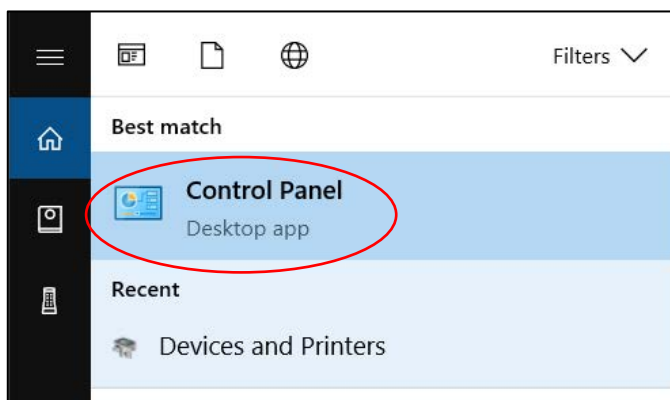 Filters
Best match
Control Panel
Desktop app
Recent
Devices and Printers